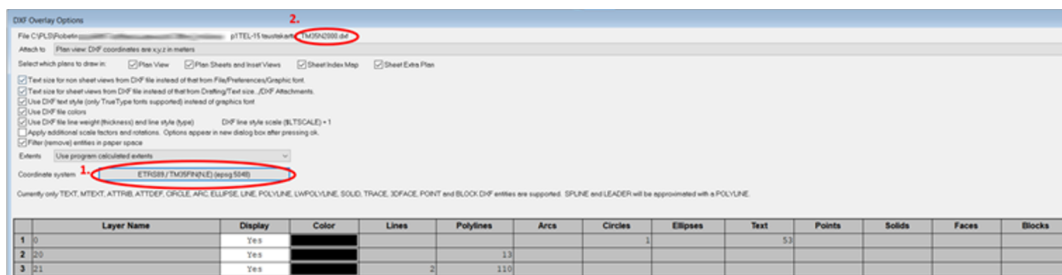 DXF Overlay Options
2.
File C:\PLS\Robetin p1TEL-15 taustakartta TM35N2000.dxf
Attach to Plan view: DXF coordinates are x,y,z in meters
Select which plans to draw in: Plan View Plan Sheets and Inset Views Sheet Index Map Sheet Extra Plan
Text size for non sheet views from DXF file instead of that from File/Preferences/Graphic font.
Text size for sheet views from DXF file instead of that from Drafting/Text size../DXF Attachments.
Use DXF text style (only TrueType fonts supported) instead of graphics font
Use DXF file colors
Use DXF file line weight (thickness) and line style (type) DXF line style scale ($LTSCALE) = 1
Apply additional scale factors and rotations. Options appear in new dialog box after pressing ok.
Filter (remove) entities in paper space
Extents Use program calculated extents
1.
Coordinate system ETRS89 / TM35FIN(N,E) (epsg:5048)
Currently only TEXT, MTEXT, ATTRIB, ATTDEF, CIRCLE, ARC, ELLIPSE, LINE, POLYLINE, LWPOLYLINE, SOLID, TRACE, 3DFACE, POINT and BLOCK DXF entities are supported. SPLINE and LEADER will be approximated with a POLYLINE.
Layer Name Display Color Lines Polylines Arcs Circles Ellipses Text Points Solids Faces Blocks
1 0 Yes 1 53
2 20 Yes 13
3 21 Yes 2 110